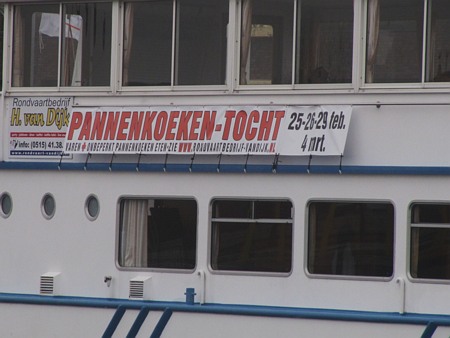 Rondvaartbedrijf
H. van Dijk
info: (0515) 41.38.
PANNENKOEKEN-TOCHT
25-26-29 feb.
4 mrt.
VAREN + ONBEPERKT PANNENKOEKEN ETEN-ZIE WWW.RONDVAARTBEDRIJF-VANDIJK.NL